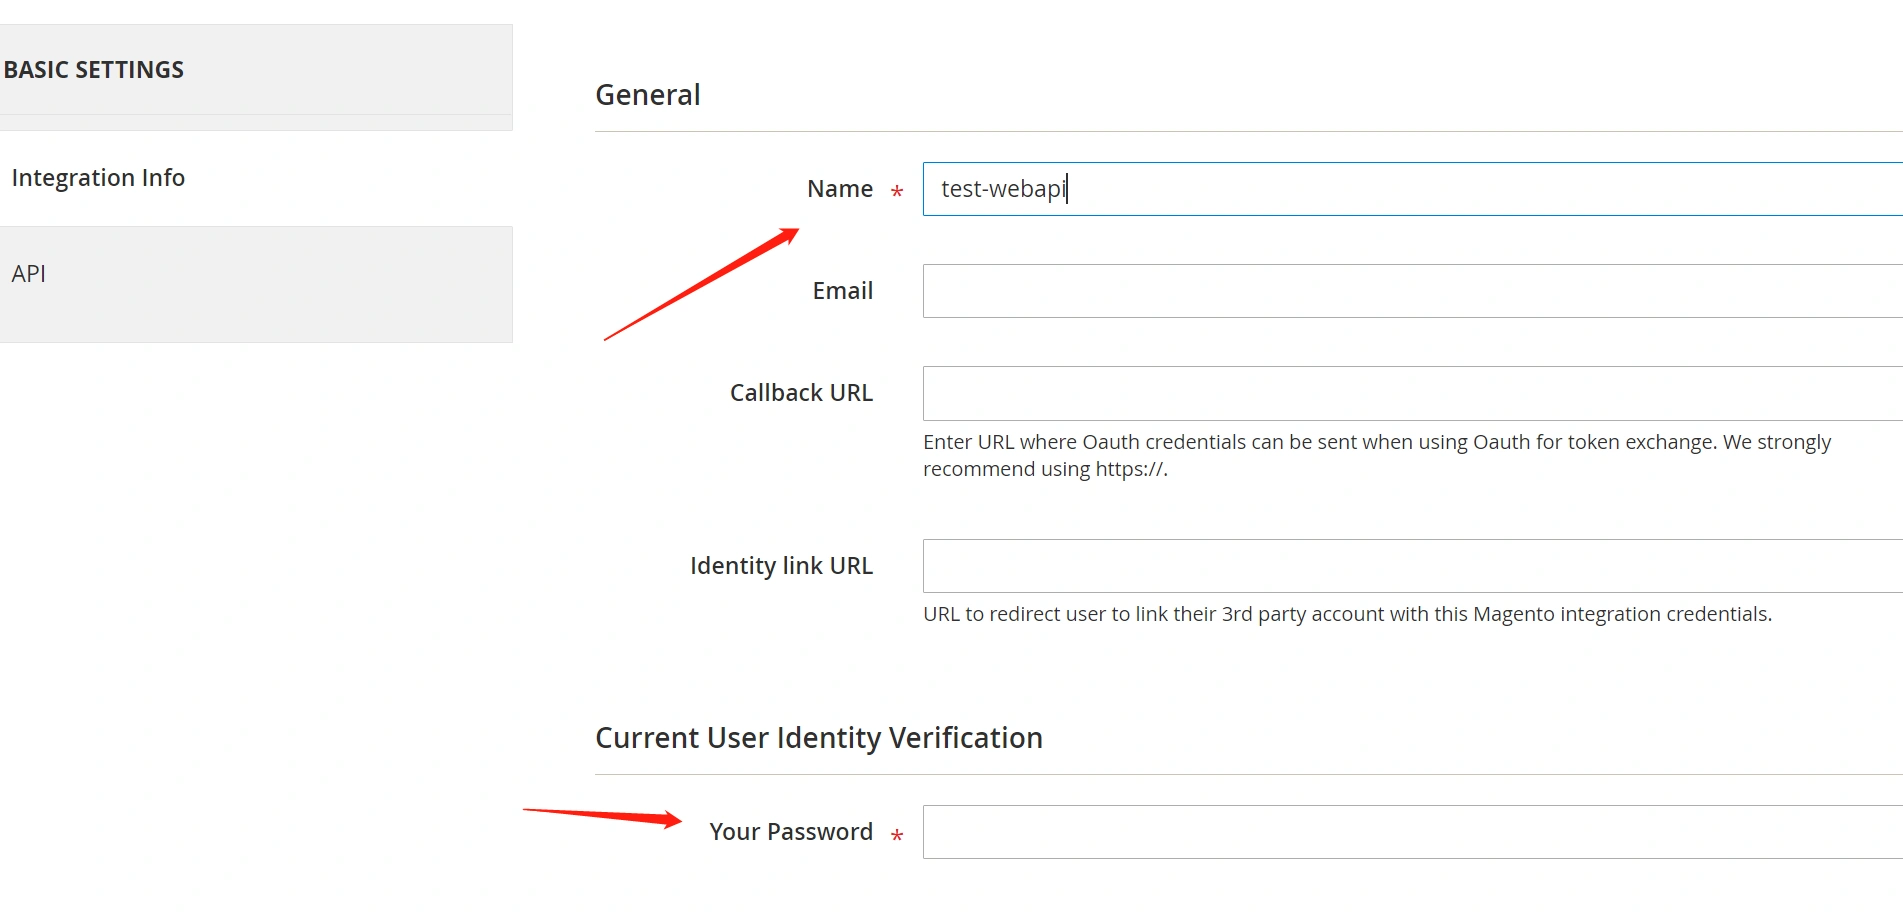 BASIC SETTINGS
Integration Info
API
General
Name *
test-webapi
Email
Callback URL
Enter URL where Oauth credentials can be sent when using Oauth for token exchange. We strongly
recommend using https://.
Identity link URL
URL to redirect user to link their 3rd party account with this Magento integration credentials.
Current User Identity Verification
Your Password *